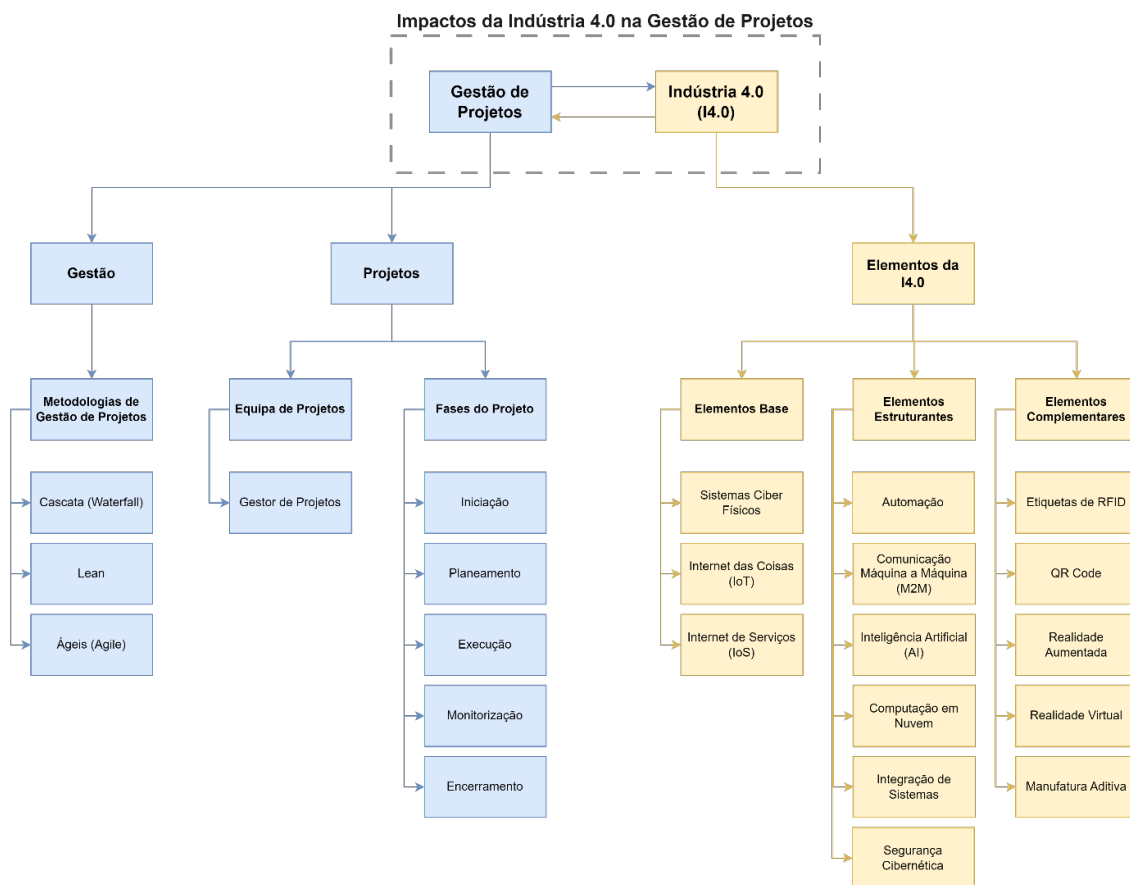 Impactos da Indústria 4.0 na Gestão de Projetos
Gestão de
Projetos
Indústria 4.0
(I4.0)
Gestão
Projetos
Elementos da
I4.0
Metodologias de
Gestão de Projetos
Equipa de Projetos
Fases do Projeto
Elementos Base
Elementos
Estruturantes
Elementos
Complementares
Cascata (Waterfall)
Lean
Ágeis (Agile)
Gestor de Projetos
Iniciação
Planeamento
Execução
Monitorização
Encerramento
Sistemas Ciber
Físicos
Internet das Coisas
(IoT)
Internet de Serviços
(IoS)
Automação
Comunicação
Máquina a Máquina
(M2M)
Inteligência Artificial
(AI)
Computação em
Nuvem
Integração de
Sistemas
Segurança
Cibernética
Etiquetas de RFID
QR Code
Realidade
Aumentada
Realidade Virtual
Manufatura Aditiva